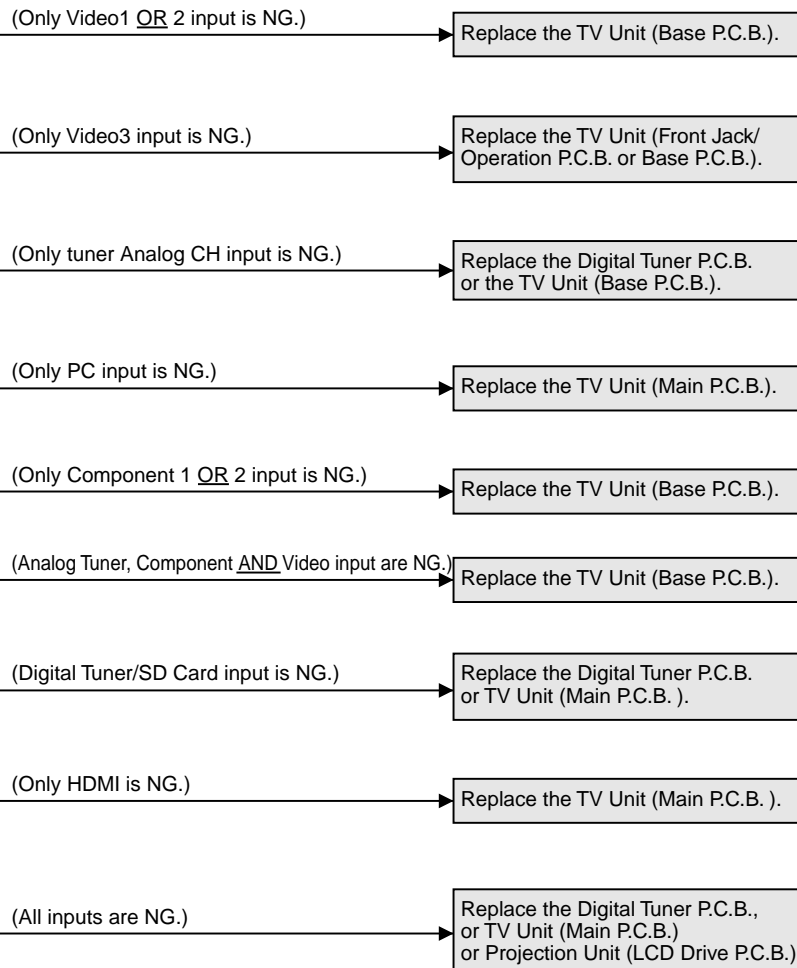 (Only Video1 OR 2 input is NG.)
Replace the TV Unit (Base P.C.B.).
(Only Video3 input is NG.)
Replace the TV Unit (Front Jack/
Operation P.C.B. or Base P.C.B.).
(Only tuner Analog CH input is NG.)
Replace the Digital Tuner P.C.B.
or the TV Unit (Base P.C.B.).
(Only PC input is NG.)
Replace the TV Unit (Main P.C.B.).
(Only Component 1 OR 2 input is NG.)
Replace the TV Unit (Base P.C.B.).
(Analog Tuner, Component AND Video input are NG.)
Replace the TV Unit (Base P.C.B.).
(Digital Tuner/SD Card input is NG.)
Replace the Digital Tuner P.C.B.
or TV Unit (Main P.C.B. ).
(Only HDMI is NG.)
Replace the TV Unit (Main P.C.B. ).
(All inputs are NG.)
Replace the Digital Tuner P.C.B.,
or TV Unit (Main P.C.B.)
or Projection Unit (LCD Drive P.C.B.)